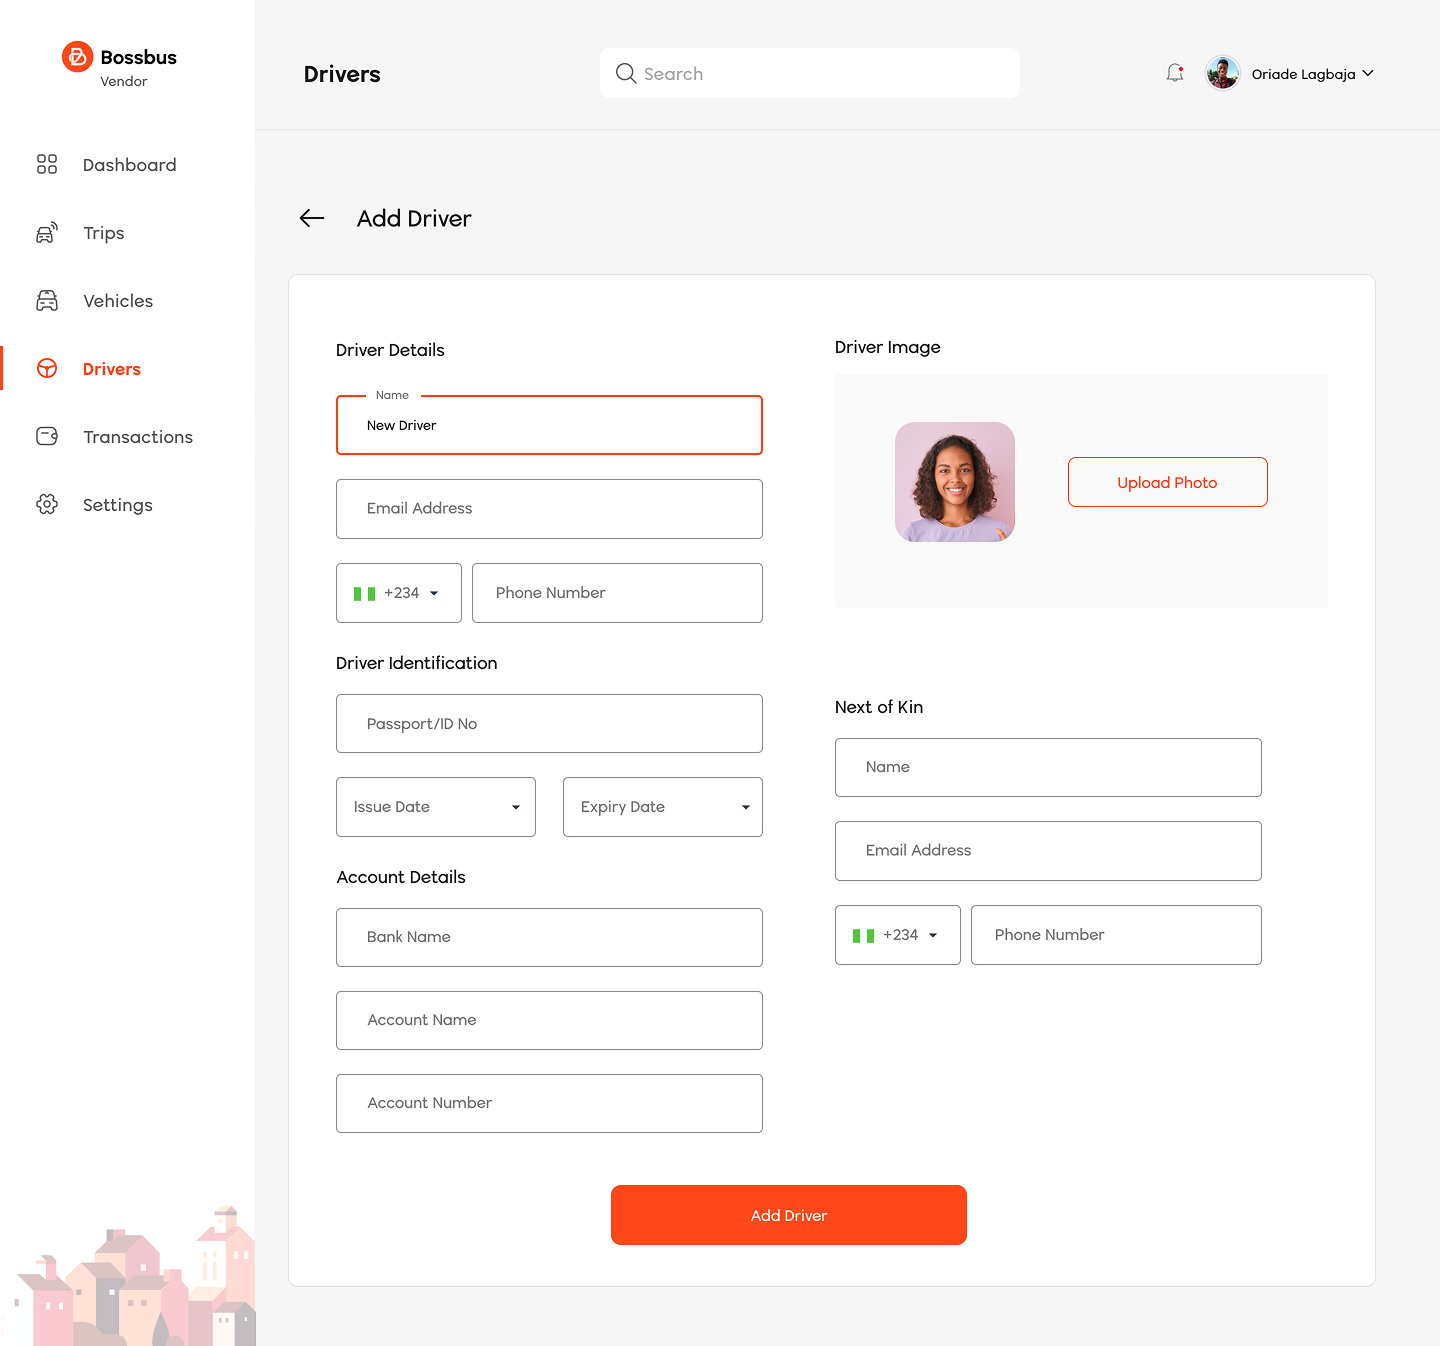 Bossbus
Vendor
Dashboard
Trips
Vehicles
Drivers
Transactions
Settings
Drivers
Search
Oriade Lagbaja
Add Driver
Driver Details
Name
New Driver
Email Address
+234
Phone Number
Driver Identification
Passport/ID No
Issue Date
Expiry Date
Account Details
Bank Name
Account Name
Account Number
Driver Image
Upload Photo
Next of Kin
Name
Email Address
+234
Phone Number
Add Driver